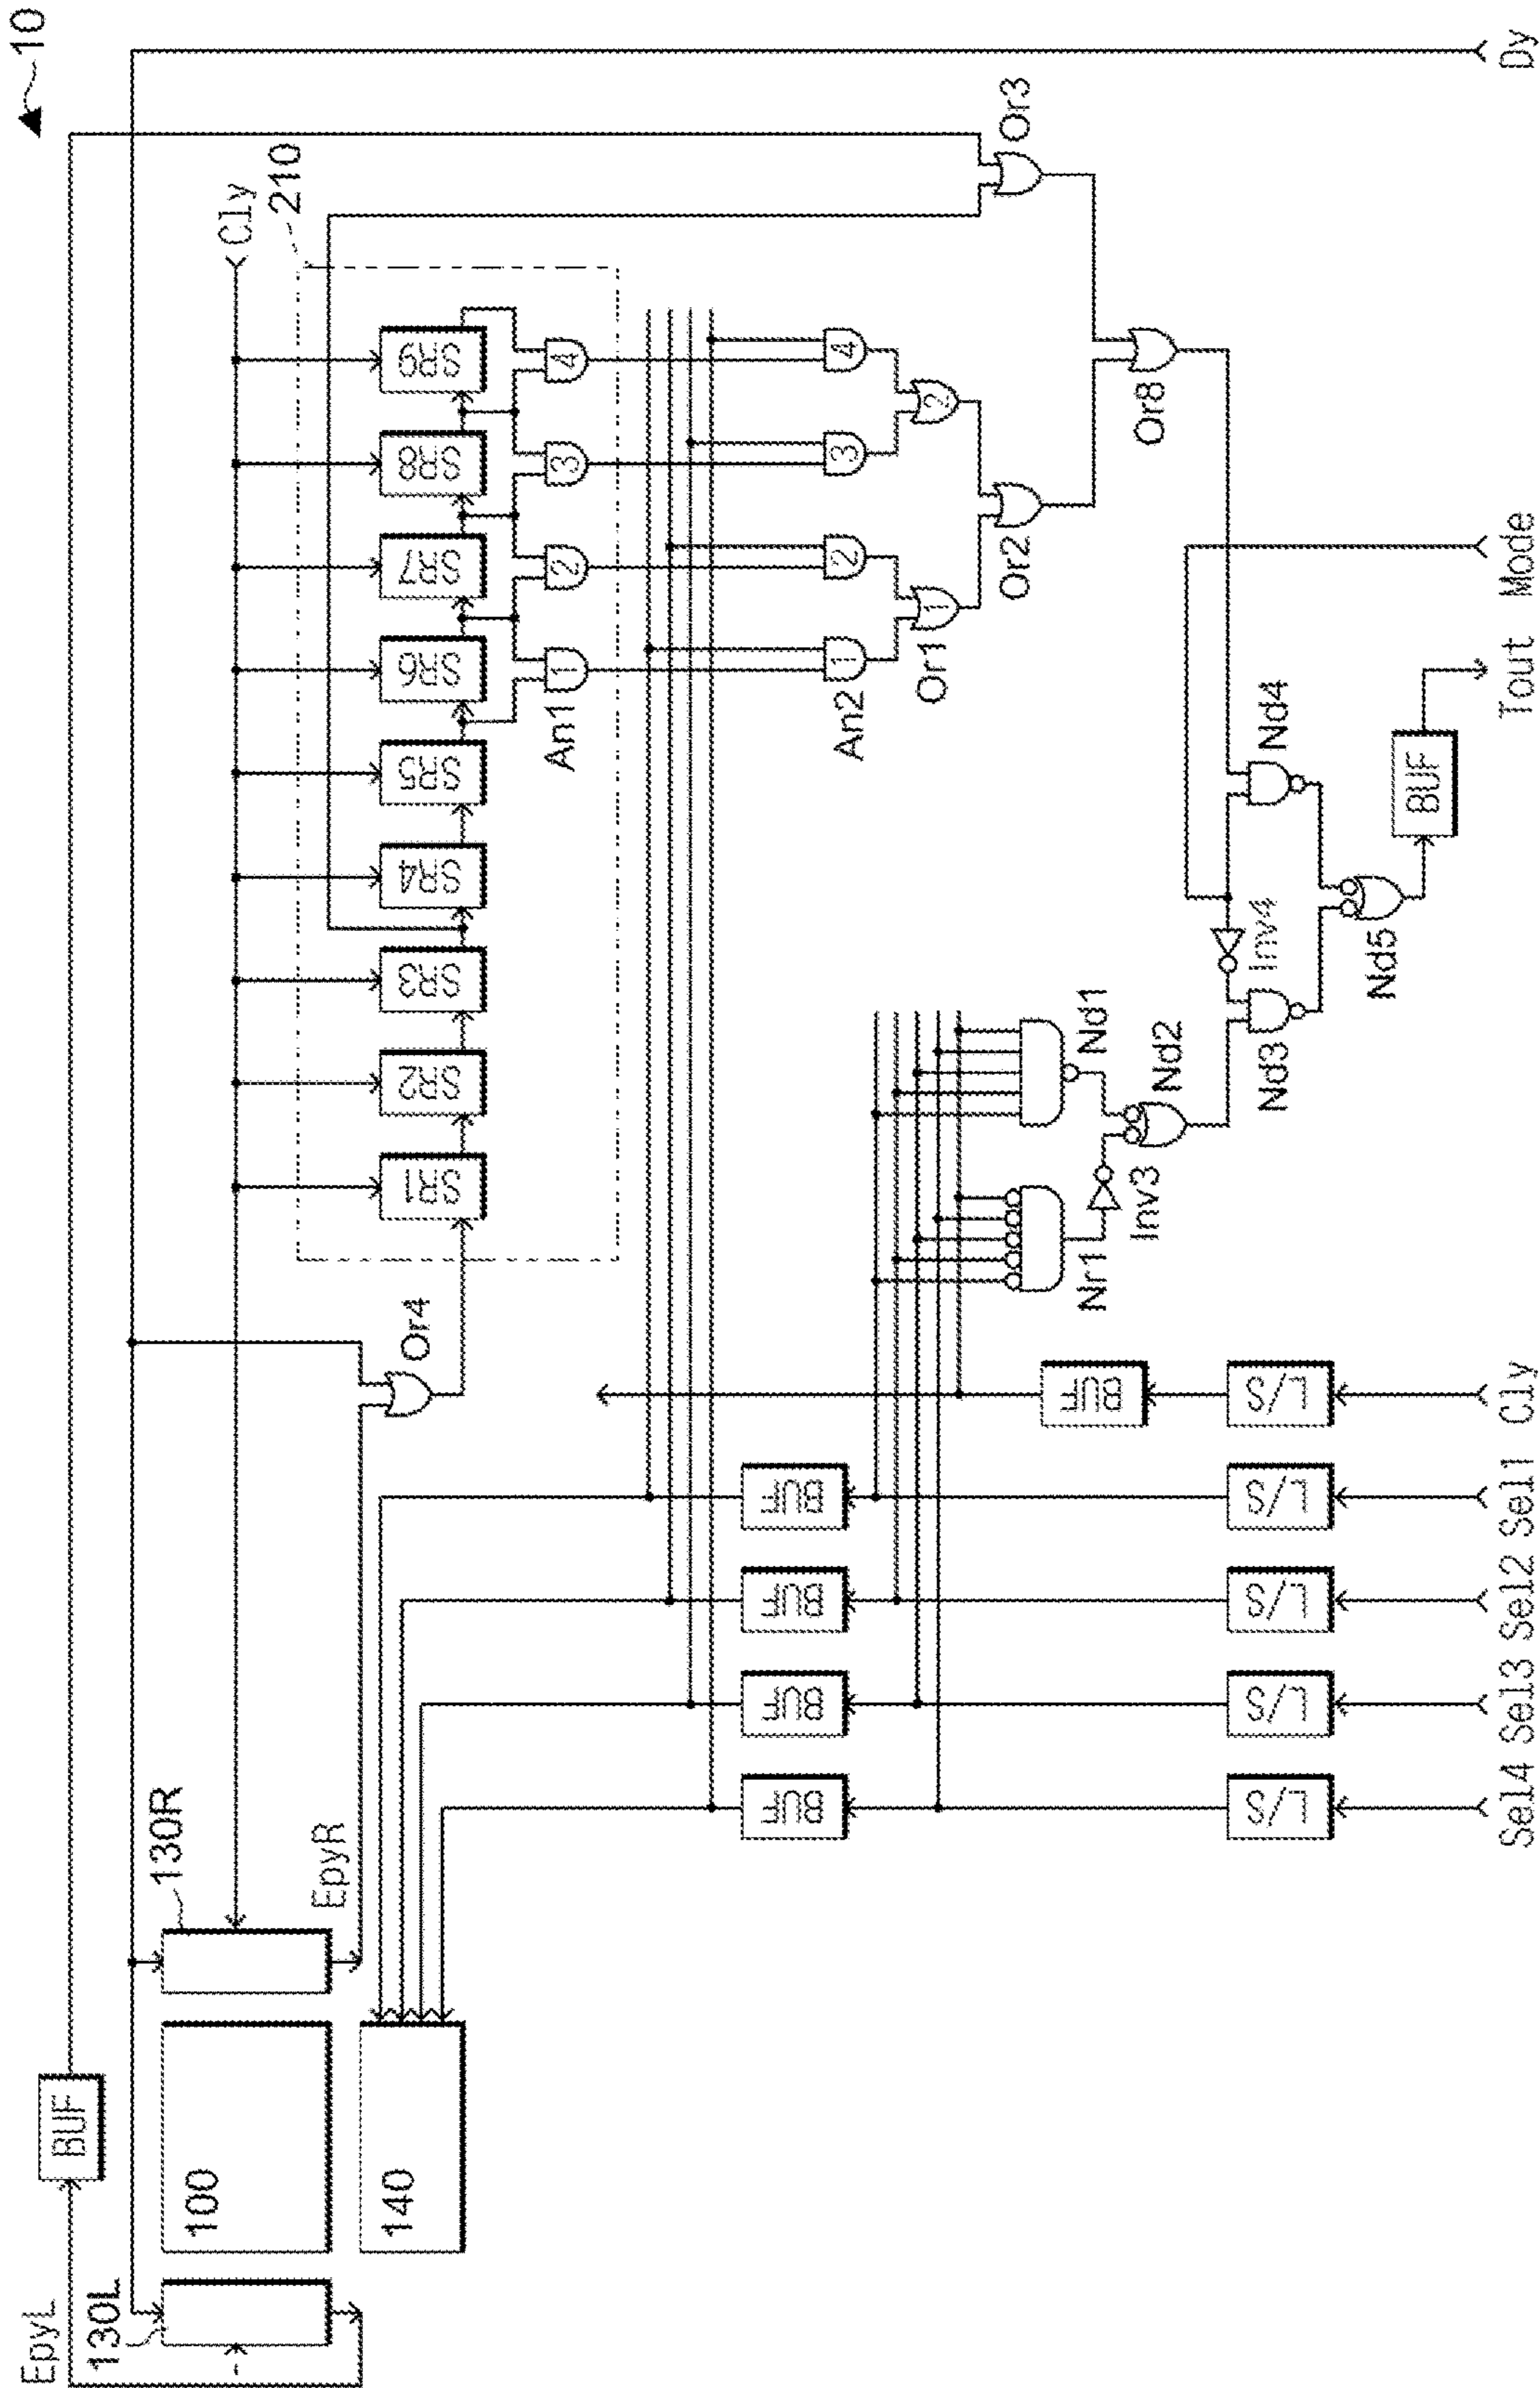 10
EpyL
BUF
130L
100
130R
EpyR
140
Cly
210
SR1
SR2
SR3
SR4
SR5
SR6
SR7
SR8
SR9
Or4
An1
1
2
3
4
An2
1
2
3
4
Or1
1
2
Or2
Or3
Or8
BUF
BUF
BUF
BUF
BUF
L/S
L/S
L/S
L/S
L/S
Nr1
Inv3
Nd1
Nd2
Nd3
Inv4
Nd4
Nd5
BUF
Sel4
Sel3
Sel2
Sel1
Cly
Tout
Mode
Dy